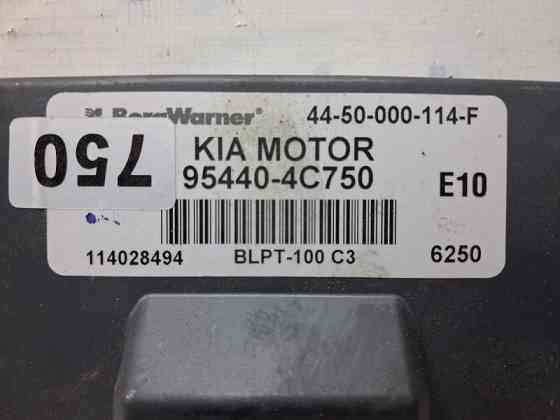 BorgWarner® 44-50-000-114-F
750
KIA MOTOR
95440-4C750 E10
114028494 BLPT-100 C3 6250